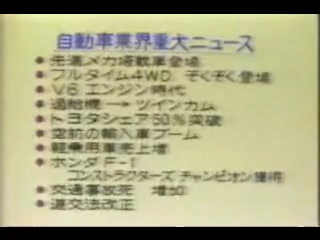 自動車業界重大ニュース
●先進メカ搭載車登場
●フルタイム4WD ぞくぞく登場
●V6 エンジン時代
●過給機→ツインカム
●トヨタシェア50%突破
●空前の輸入車ブーム
●軽乗用車売上増
●ホンダF-1
コンストラクターズ チャンピオン獲得
●交通事故死 増加
●道交法改正